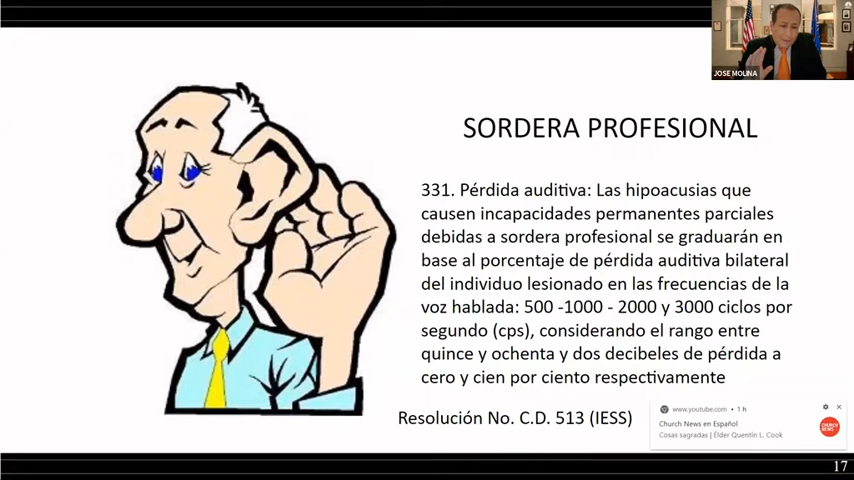 JOSE MOLINA
SORDERA PROFESIONAL
331. Pérdida auditiva: Las hipoacusias que
causen incapacidades permanentes parciales
debidas a sordera profesional se graduarán en
base al porcentaje de pérdida auditiva bilateral
del individuo lesionado en las frecuencias de la
voz hablada: 500 -1000 - 2000 y 3000 ciclos por
segundo (cps), considerando el rango entre
quince y ochenta y dos decibeles de pérdida a
cero y cien por ciento respectivamente
Resolución No. C.D. 513 (IESS)
www.youtube.com • 1 h
Church News en Español
Cosas sagradas | Élder Quentin L. Cook
CHURCH
NEWS
17